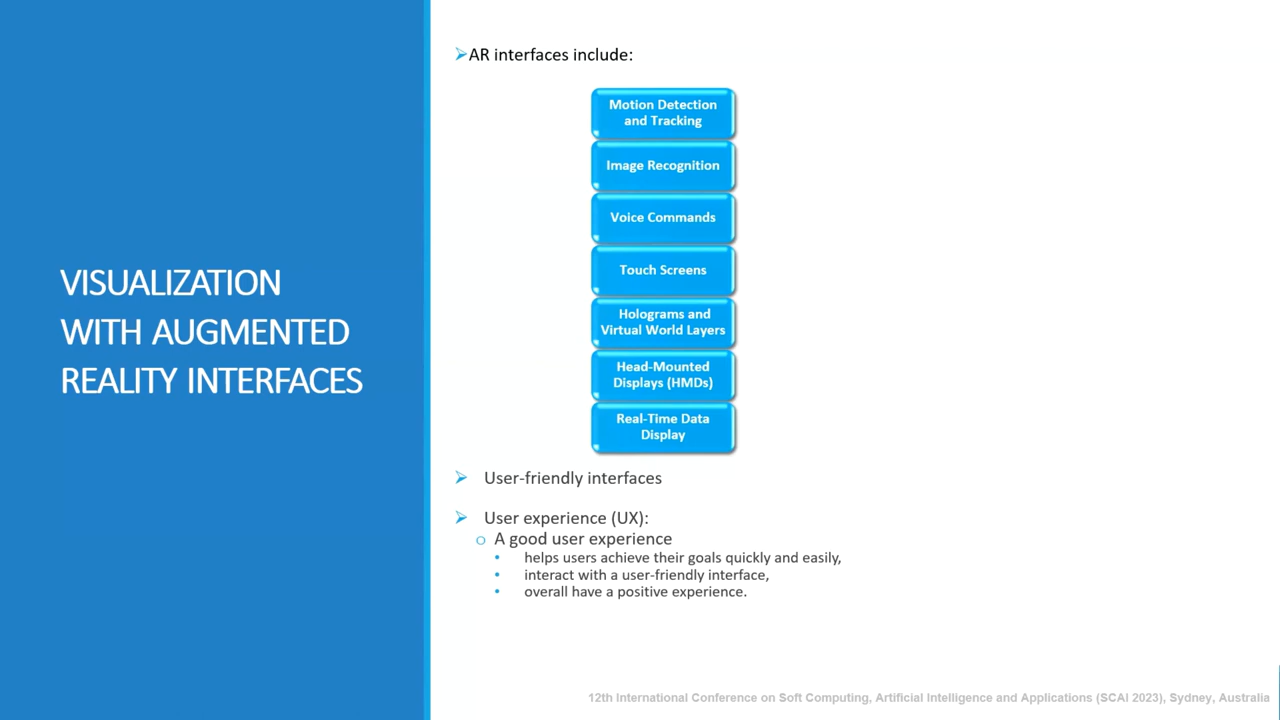 VISUALIZATION
WITH AUGMENTED
REALITY INTERFACES
AR interfaces include:
Motion Detection
and Tracking
Image Recognition
Voice Commands
Touch Screens
Holograms and
Virtual World Layers
Head-Mounted
Displays (HMDs)
Real-Time Data
Display
User-friendly interfaces
User experience (UX):
A good user experience
helps users achieve their goals quickly and easily,
interact with a user-friendly interface,
overall have a positive experience.
12th International Conference on Soft Computing, Artificial Intelligence and Applications (SCAI 2023), Sydney, Australia